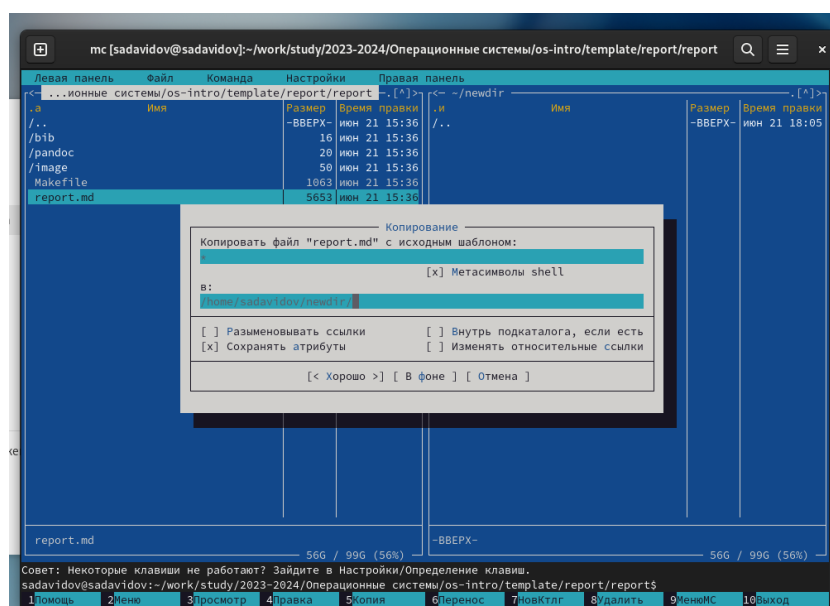 mc [sadavidov@sadavidov]:~/work/study/2023-2024/Операционные системы/os-intro/template/report/report
Левая панель Файл Команда Настройки Правая панель
<— ...ионные системы/os-intro/template/report/report —.[^]>
<— ~/newdir —.[^]>
.и Имя Размер Время правки
/.. -ВВЕРХ- июн 21 15:36
/bib 16 июн 21 15:36
/pandoc 20 июн 21 15:36
/image 50 июн 21 15:36
Makefile 1063 июн 21 15:36
report.md 5653 июн 21 15:36
.и Имя Размер Время правки
/.. -ВВЕРХ- июн 21 18:05
Копирование
Копировать файл "report.md" с исходным шаблоном:
*
[x] Метасимволы shell
в:
/home/sadavidov/newdir/
[ ] Разыменовывать ссылки [ ] Внутрь подкаталога, если есть
[x] Сохранять атрибуты [ ] Изменять относительные ссылки
[< Хорошо >] [ В фоне ] [ Отмена ]
report.md
56G / 99G (56%)
-ВВЕРХ-
56G / 99G (56%)
Совет: Некоторые клавиши не работают? Зайдите в Настройки/Определение клавиш.
sadavidov@sadavidov:~/work/study/2023-2024/Операционные системы/os-intro/template/report/report$
1Помощь 2Меню 3Просмотр 4Правка 5Копия 6Перенос 7НовКтлг 8Удалить 9МенюMC 10Выход